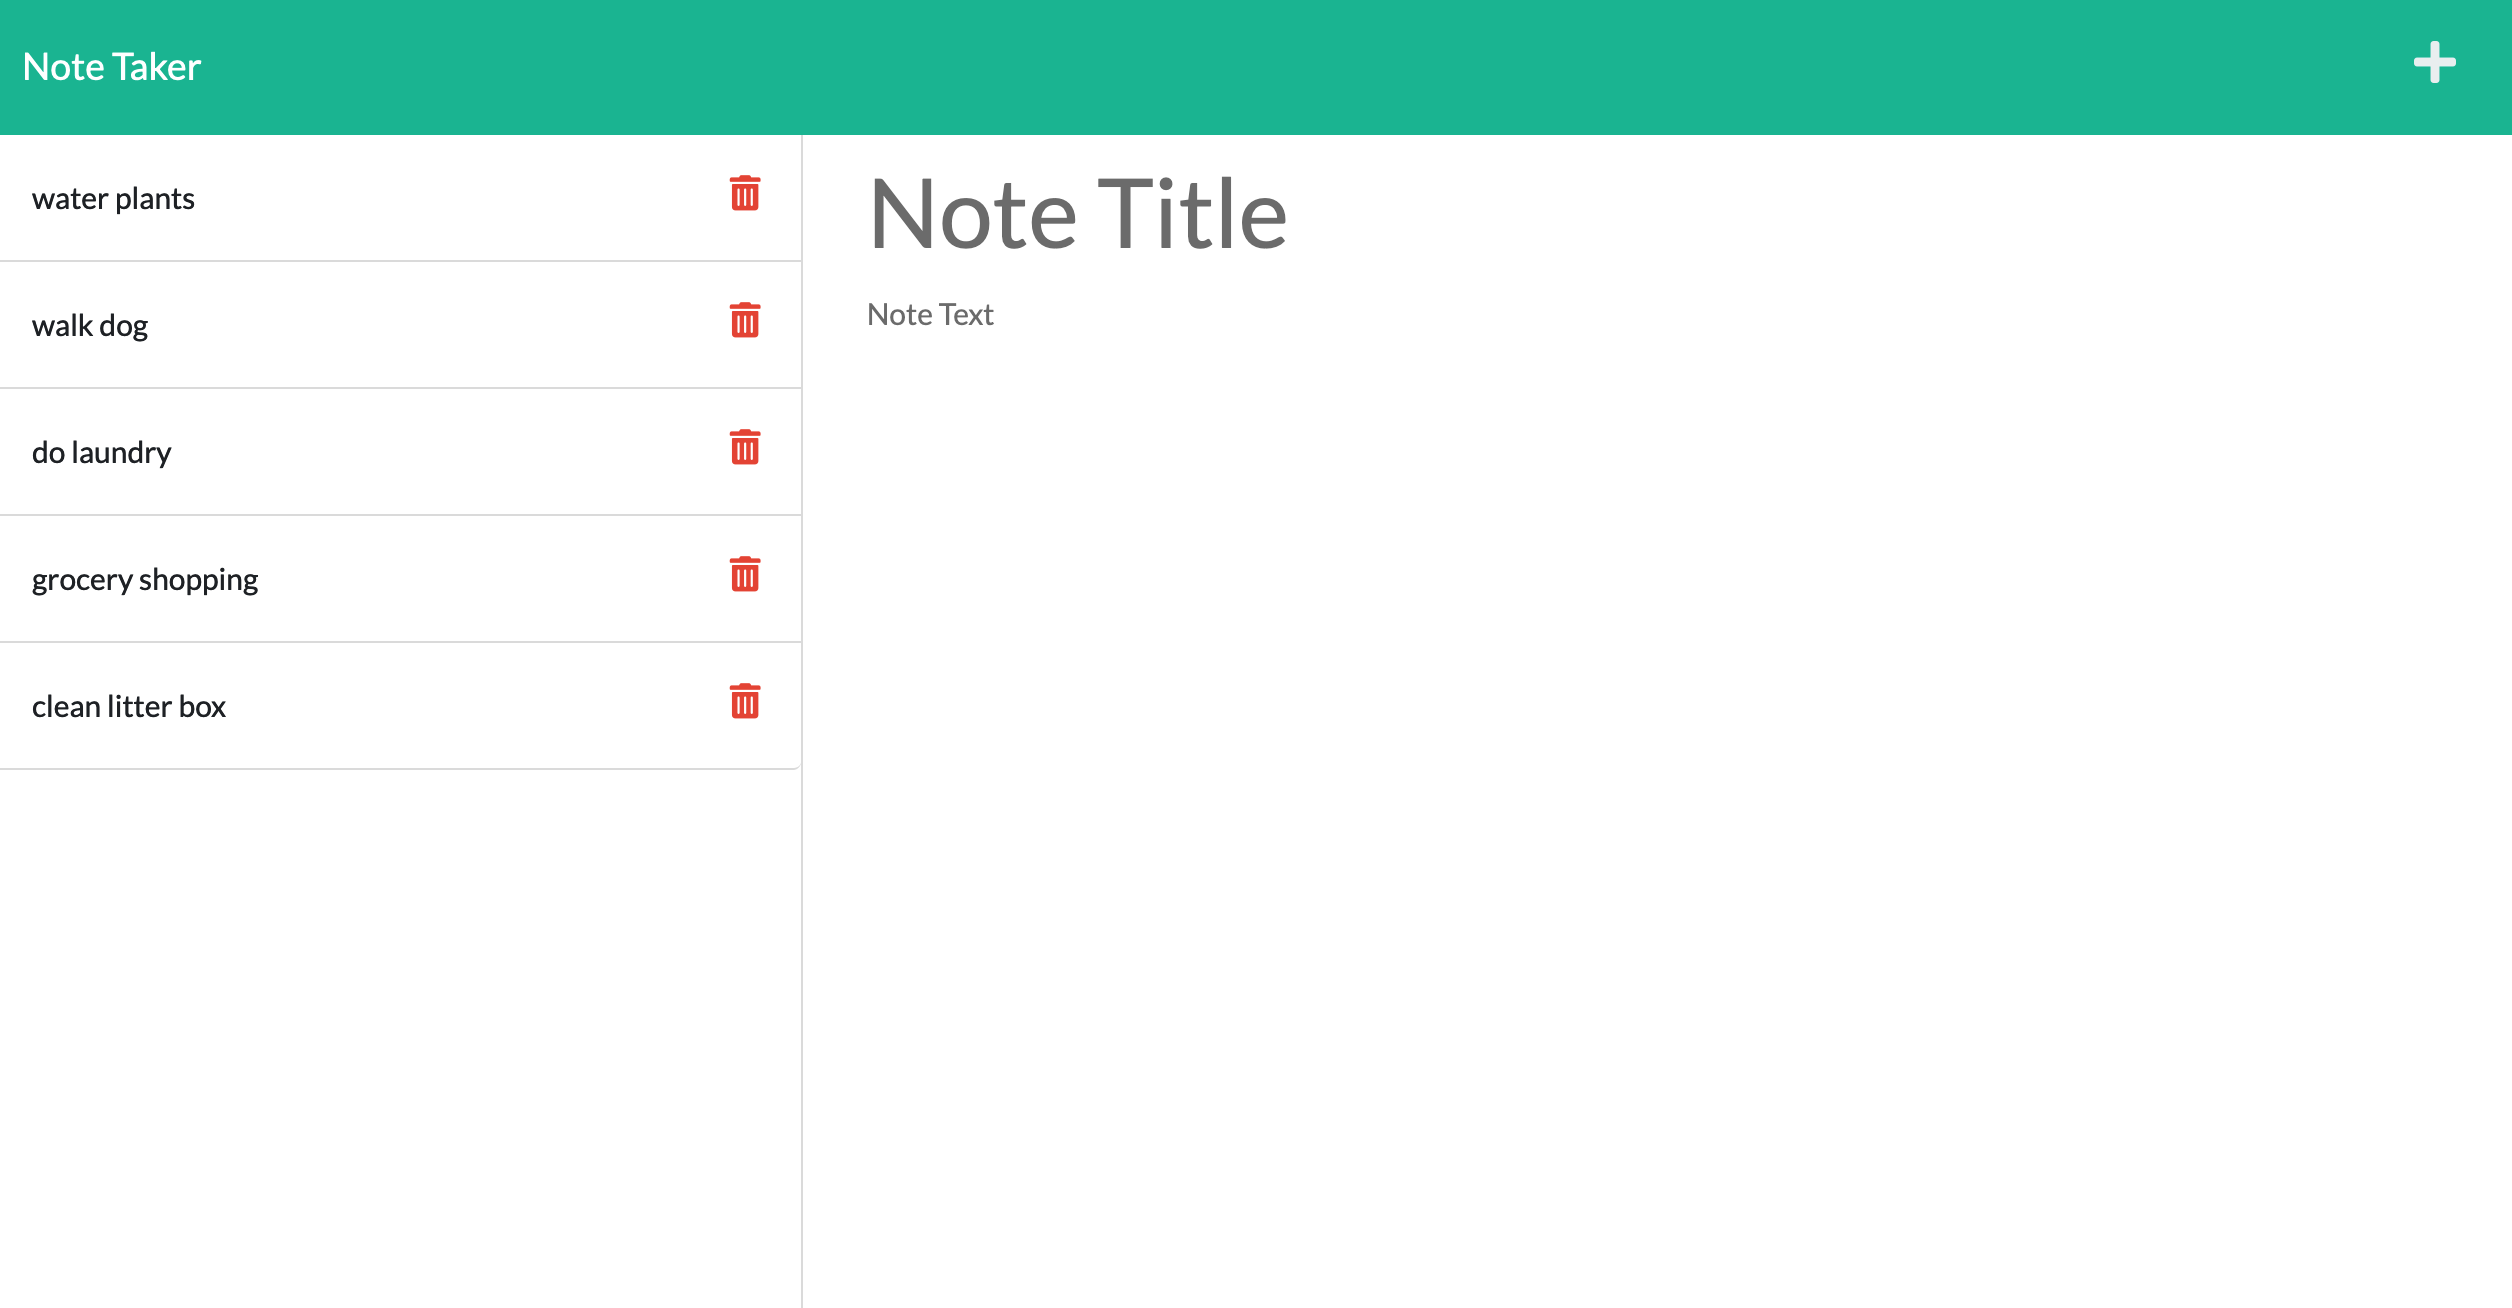 Note Taker
water plants
walk dog
do laundry
grocery shopping
clean litter box
Note Title
Note Text